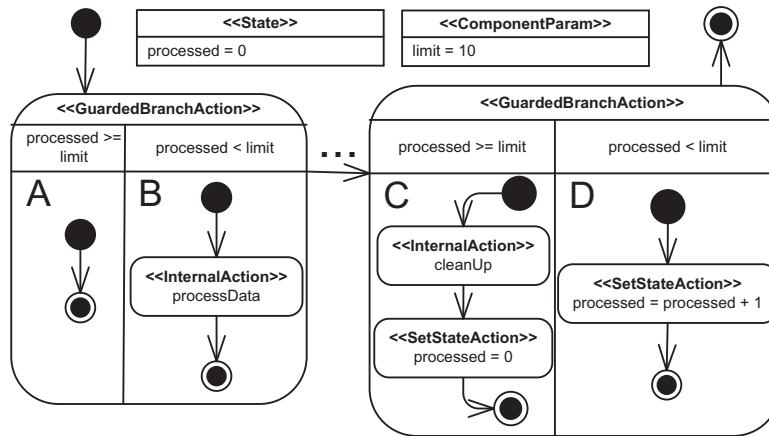 <<State>>
processed = 0
<<ComponentParam>>
limit = 10
<<GuardedBranchAction>>
processed >=
limit
processed < limit
A
B
<<InternalAction>>
processData
...
<<GuardedBranchAction>>
processed >= limit
processed < limit
C
D
<<InternalAction>>
cleanUp
<<SetStateAction>>
processed = 0
<<SetStateAction>>
processed = processed + 1